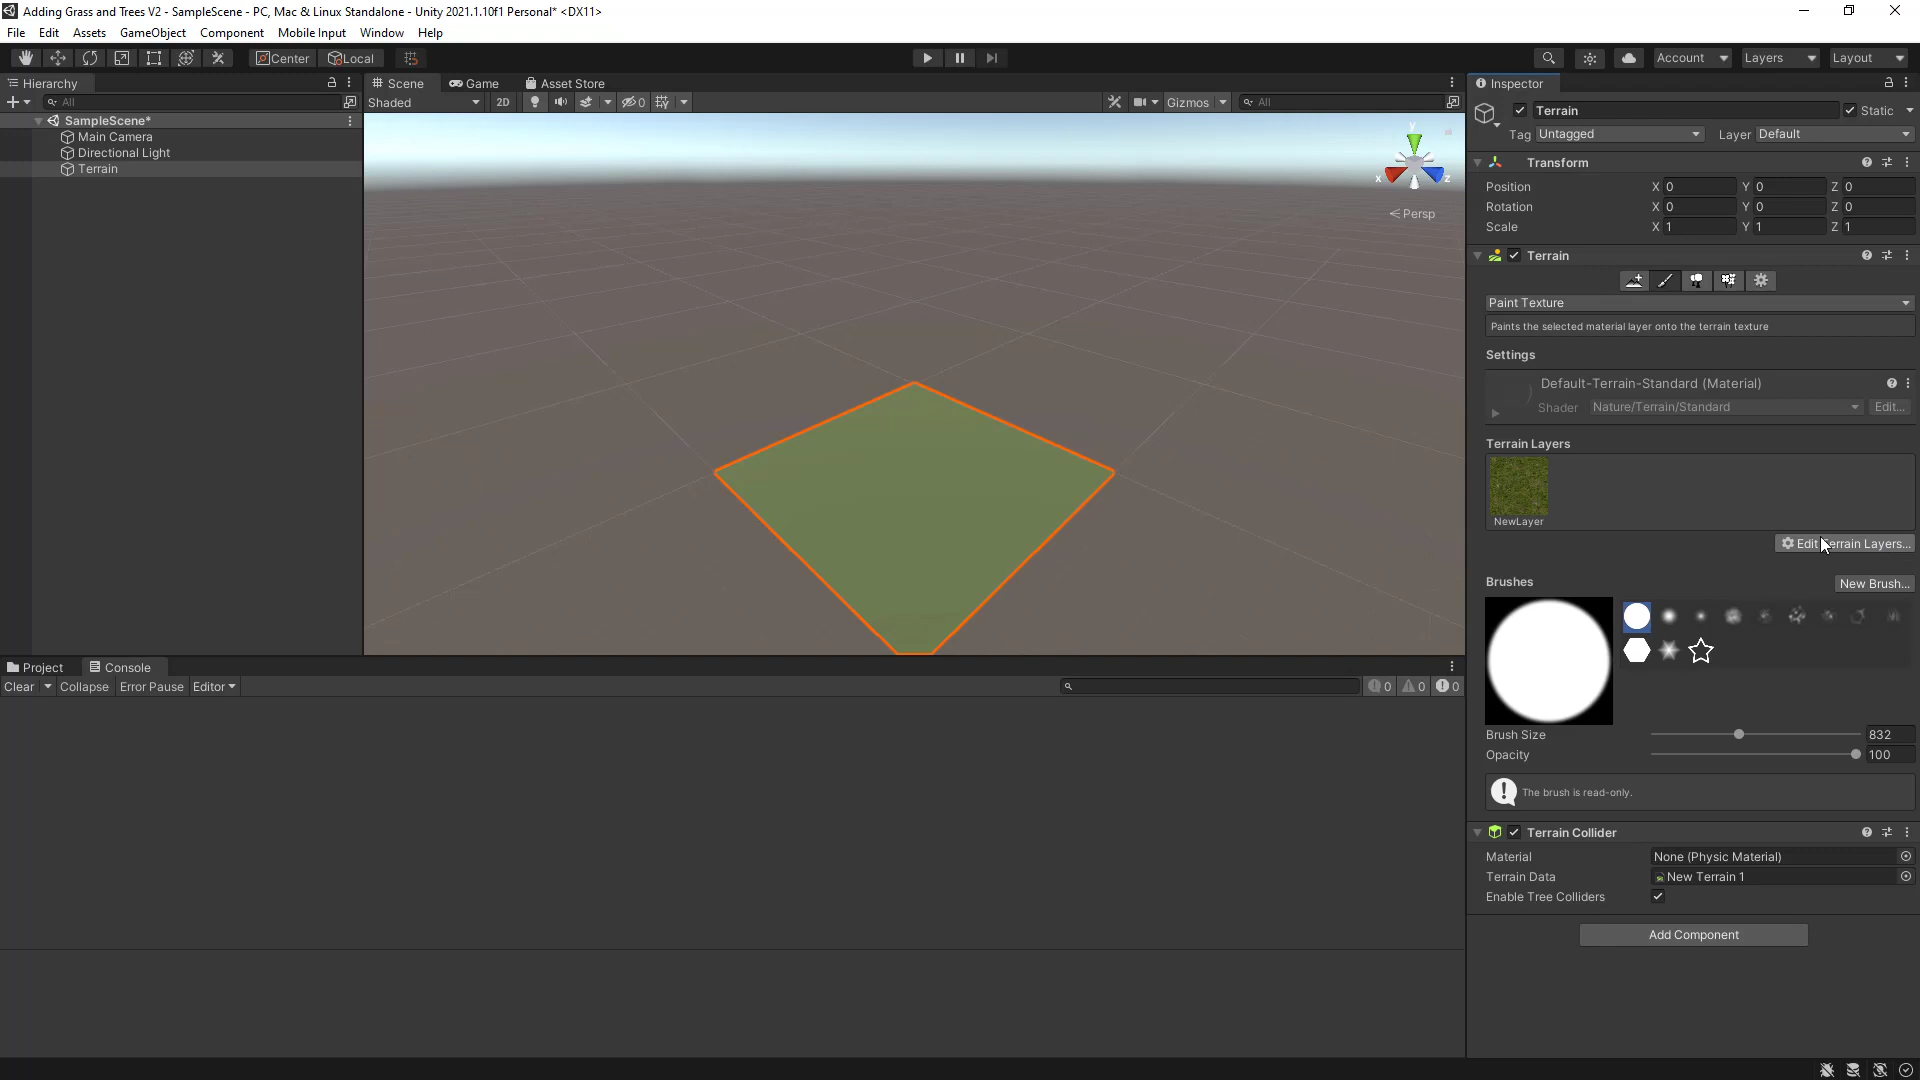 Adding Grass and Trees V2 - SampleScene - PC, Mac & Linux Standalone - Unity 2021.1.10f1 Personal* <DX11>
File Edit Assets GameObject Component Mobile Input Window Help
Center Local Account Layers Layout
Hierarchy Scene Game Asset Store Inspector
All Shaded 2D 0 Gizmos All
Terrain Static
SampleScene*
Main Camera
Directional Light
Terrain
y
x z
Persp
Tag Untagged Layer Default
Transform
Position X 0 Y 0 Z 0
Rotation X 0 Y 0 Z 0
Scale X 1 Y 1 Z 1
Terrain
Paint Texture
Paints the selected material layer onto the terrain texture
Settings
Default-Terrain-Standard (Material)
Shader Nature/Terrain/Standard Edit...
Terrain Layers
NewLayer
Edit Terrain Layers...
Brushes New Brush...
Brush Size 832
Opacity 100
The brush is read-only.
Terrain Collider
Material None (Physic Material)
Terrain Data New Terrain 1
Enable Tree Colliders
Add Component
Project Console
Clear Collapse Error Pause Editor 0 0 0